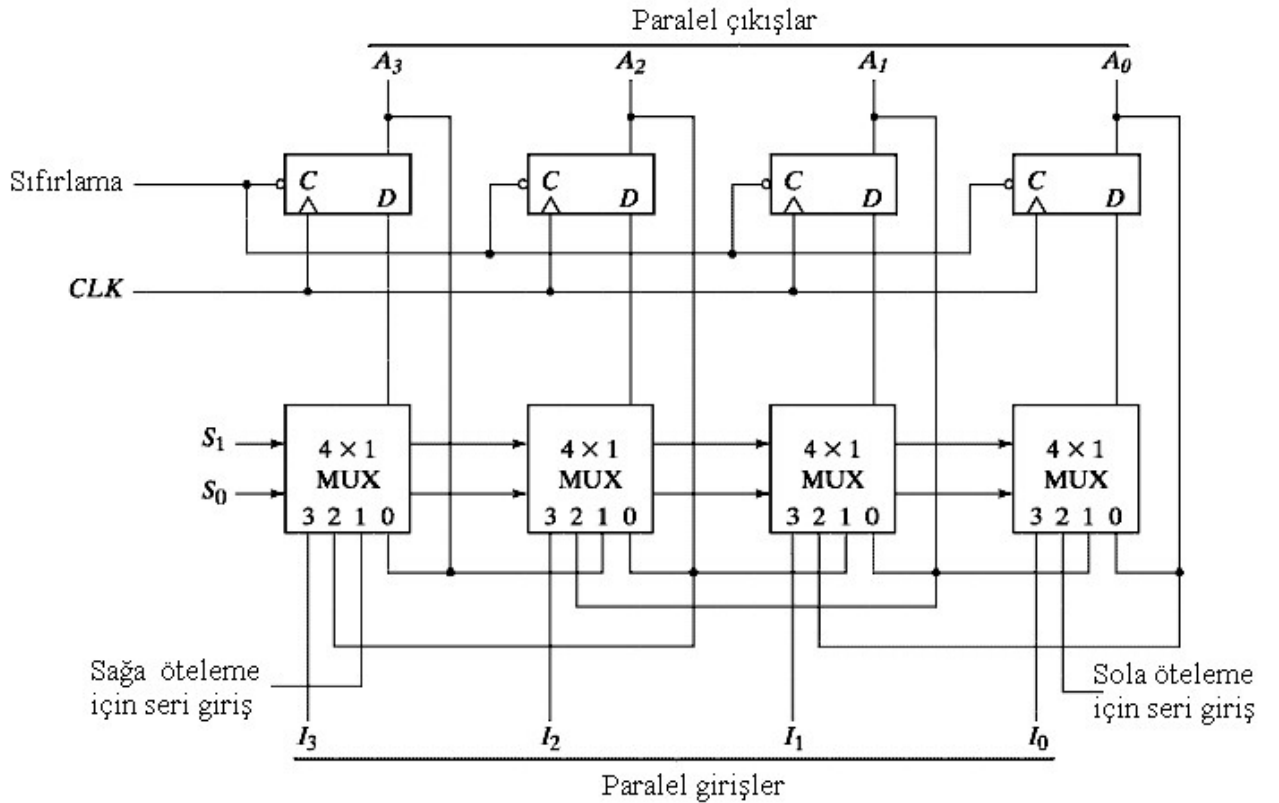 Paralel çıkışlar
A3 A2 A1 A0
Sıfırlama
C D C D C D C D
CLK
S1
S0
4 × 1 4 × 1 4 × 1 4 × 1
MUX MUX MUX MUX
3 2 1 0 3 2 1 0 3 2 1 0 3 2 1 0
Sağa öteleme
için seri giriş
Sola öteleme
için seri giriş
I3 I2 I1 I0
Paralel girişler